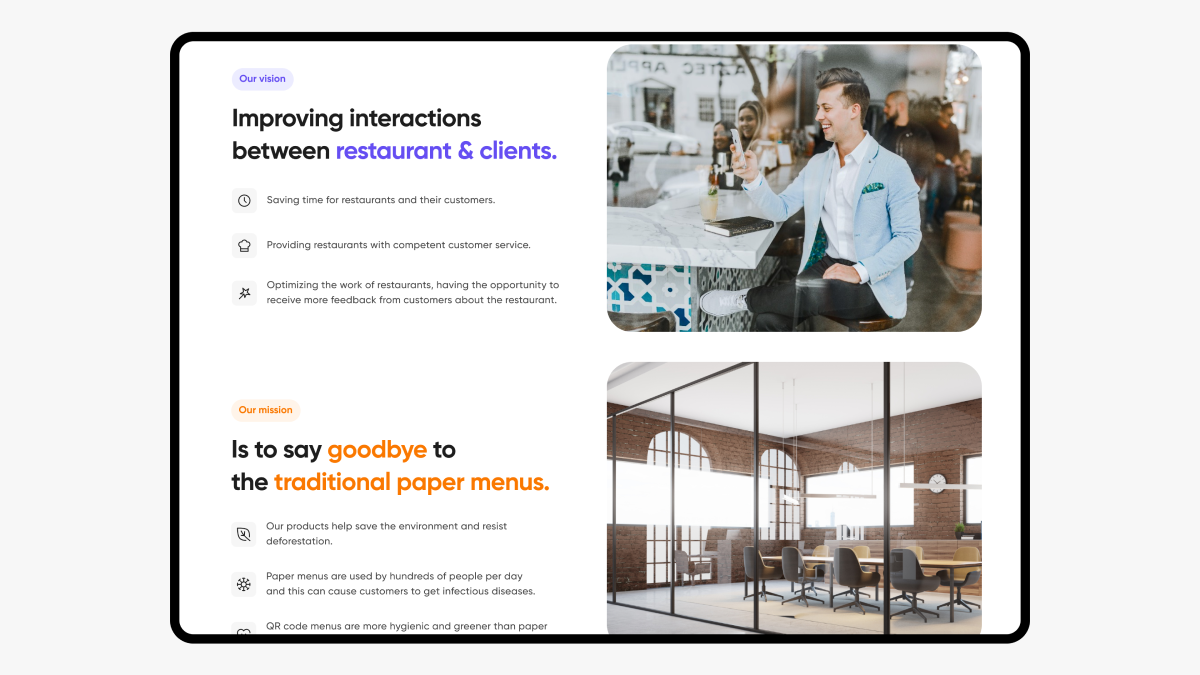 Our vision
Improving interactions
between restaurant & clients.
Saving time for restaurants and their customers.
Providing restaurants with competent customer service.
Optimizing the work of restaurants, having the opportunity to
receive more feedback from customers about the restaurant.
Our mission
Is to say goodbye to
the traditional paper menus.
Our products help save the environment and resist
deforestation.
Paper menus are used by hundreds of people per day
and this can cause customers to get infectious diseases.
QR code menus are more hygienic and greener than paper